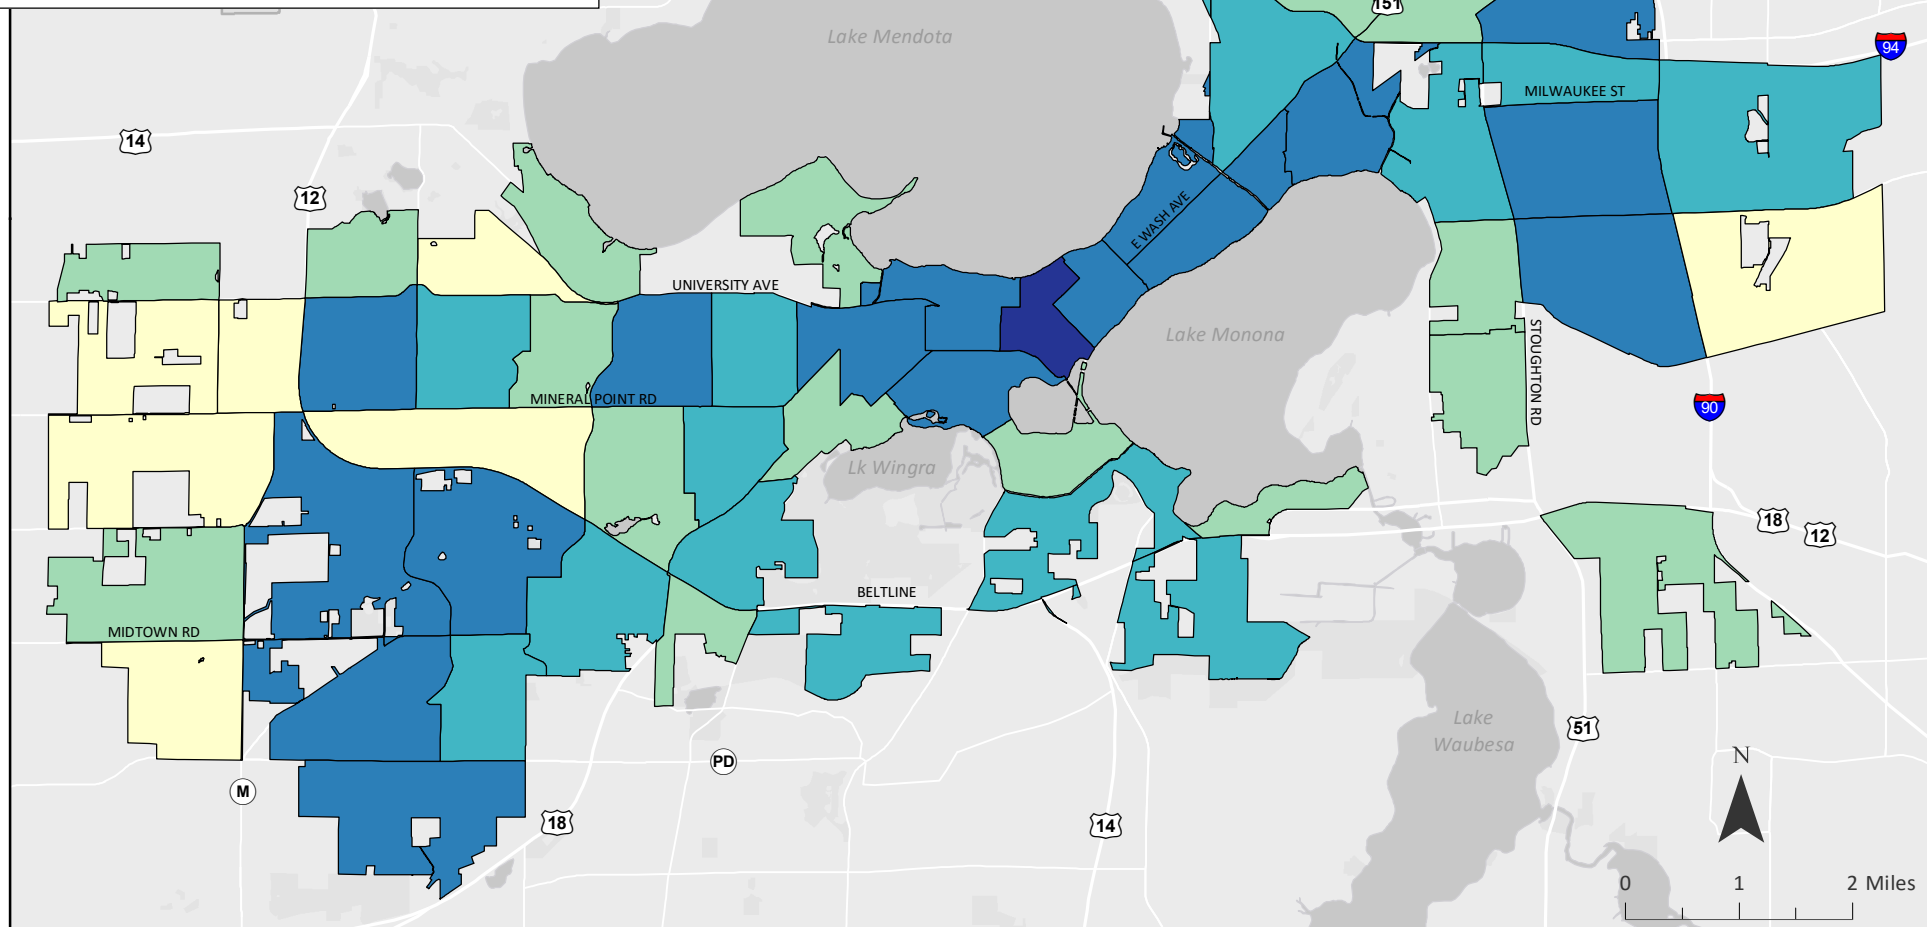 151
Lake Mendota
94
MILWAUKEE ST
14
12
E WASH AVE
UNIVERSITY AVE
Lake Monona
STOUGHTON RD
MINERAL POINT RD
90
Lk Wingra
18
12
BELTLINE
MIDTOWN RD
Lake
Waubesa
51
N
PD
M
18
14
0 1 2 Miles